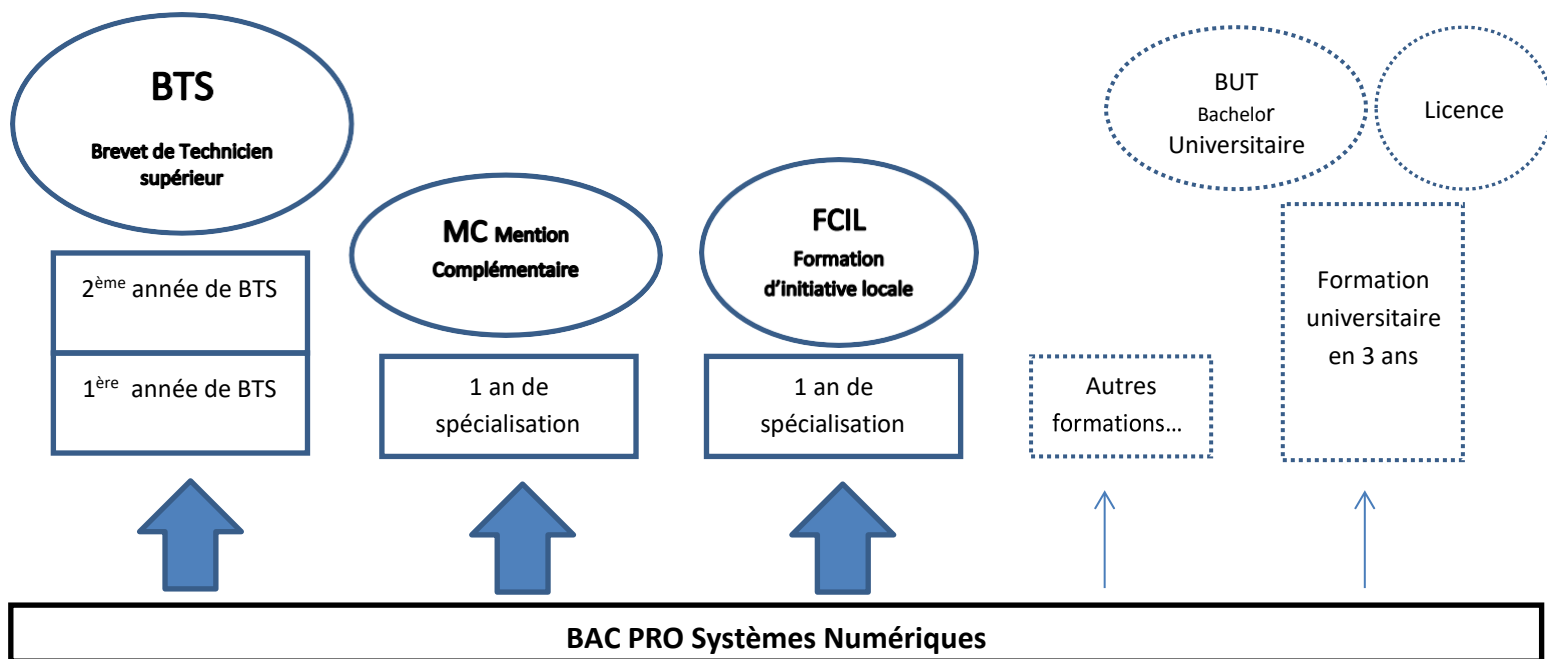 BTS
Brevet de Technicien
supérieur
2ème année de BTS
1ère année de BTS
MC Mention
Complémentaire
1 an de
spécialisation
FCIL
Formation
d’initiative locale
1 an de
spécialisation
Autres
formations…
BUT
Bachelor
Universitaire
Licence
Formation
universitaire
en 3 ans
BAC PRO Systèmes Numériques